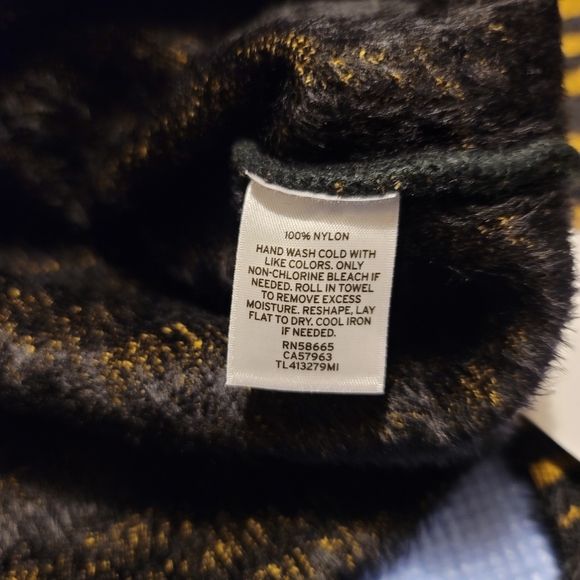 100% NYLON
HAND WASH COLD WITH
LIKE COLORS. ONLY
NON-CHLORINE BLEACH IF
NEEDED. ROLL IN TOWEL
TO REMOVE EXCESS
MOISTURE. RESHAPE, LAY
FLAT TO DRY. COOL IRON
IF NEEDED.
RN58665
CA57963
TL413279MI